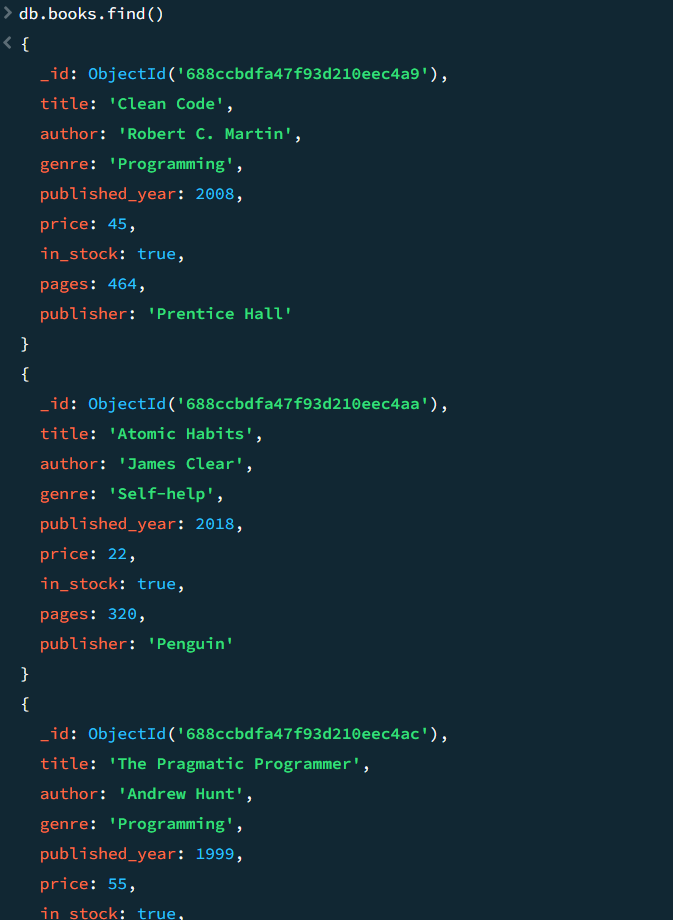 > db.books.find()
< {
_id: ObjectId('688ccbdfa47f93d210eec4a9'),
title: 'Clean Code',
author: 'Robert C. Martin',
genre: 'Programming',
published_year: 2008,
price: 45,
in_stock: true,
pages: 464,
publisher: 'Prentice Hall'
}
{
_id: ObjectId('688ccbdfa47f93d210eec4aa'),
title: 'Atomic Habits',
author: 'James Clear',
genre: 'Self-help',
published_year: 2018,
price: 22,
in_stock: true,
pages: 320,
publisher: 'Penguin'
}
{
_id: ObjectId('688ccbdfa47f93d210eec4ac'),
title: 'The Pragmatic Programmer',
author: 'Andrew Hunt',
genre: 'Programming',
published_year: 1999,
price: 55,
in_stock: true,